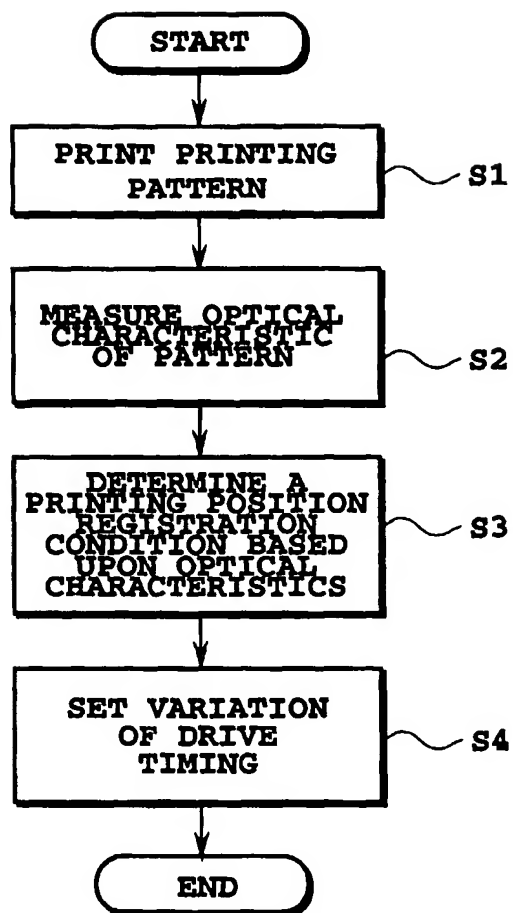 START
PRINT PRINTING
PATTERN
S1
MEASURE OPTICAL
CHARACTERISTIC
OF PATTERN
S2
DETERMINE A
PRINTING POSITION
REGISTRATION
CONDITION BASED
UPON OPTICAL
CHARACTERISTICS
S3
SET VARIATION
OF DRIVE
TIMING
S4
END